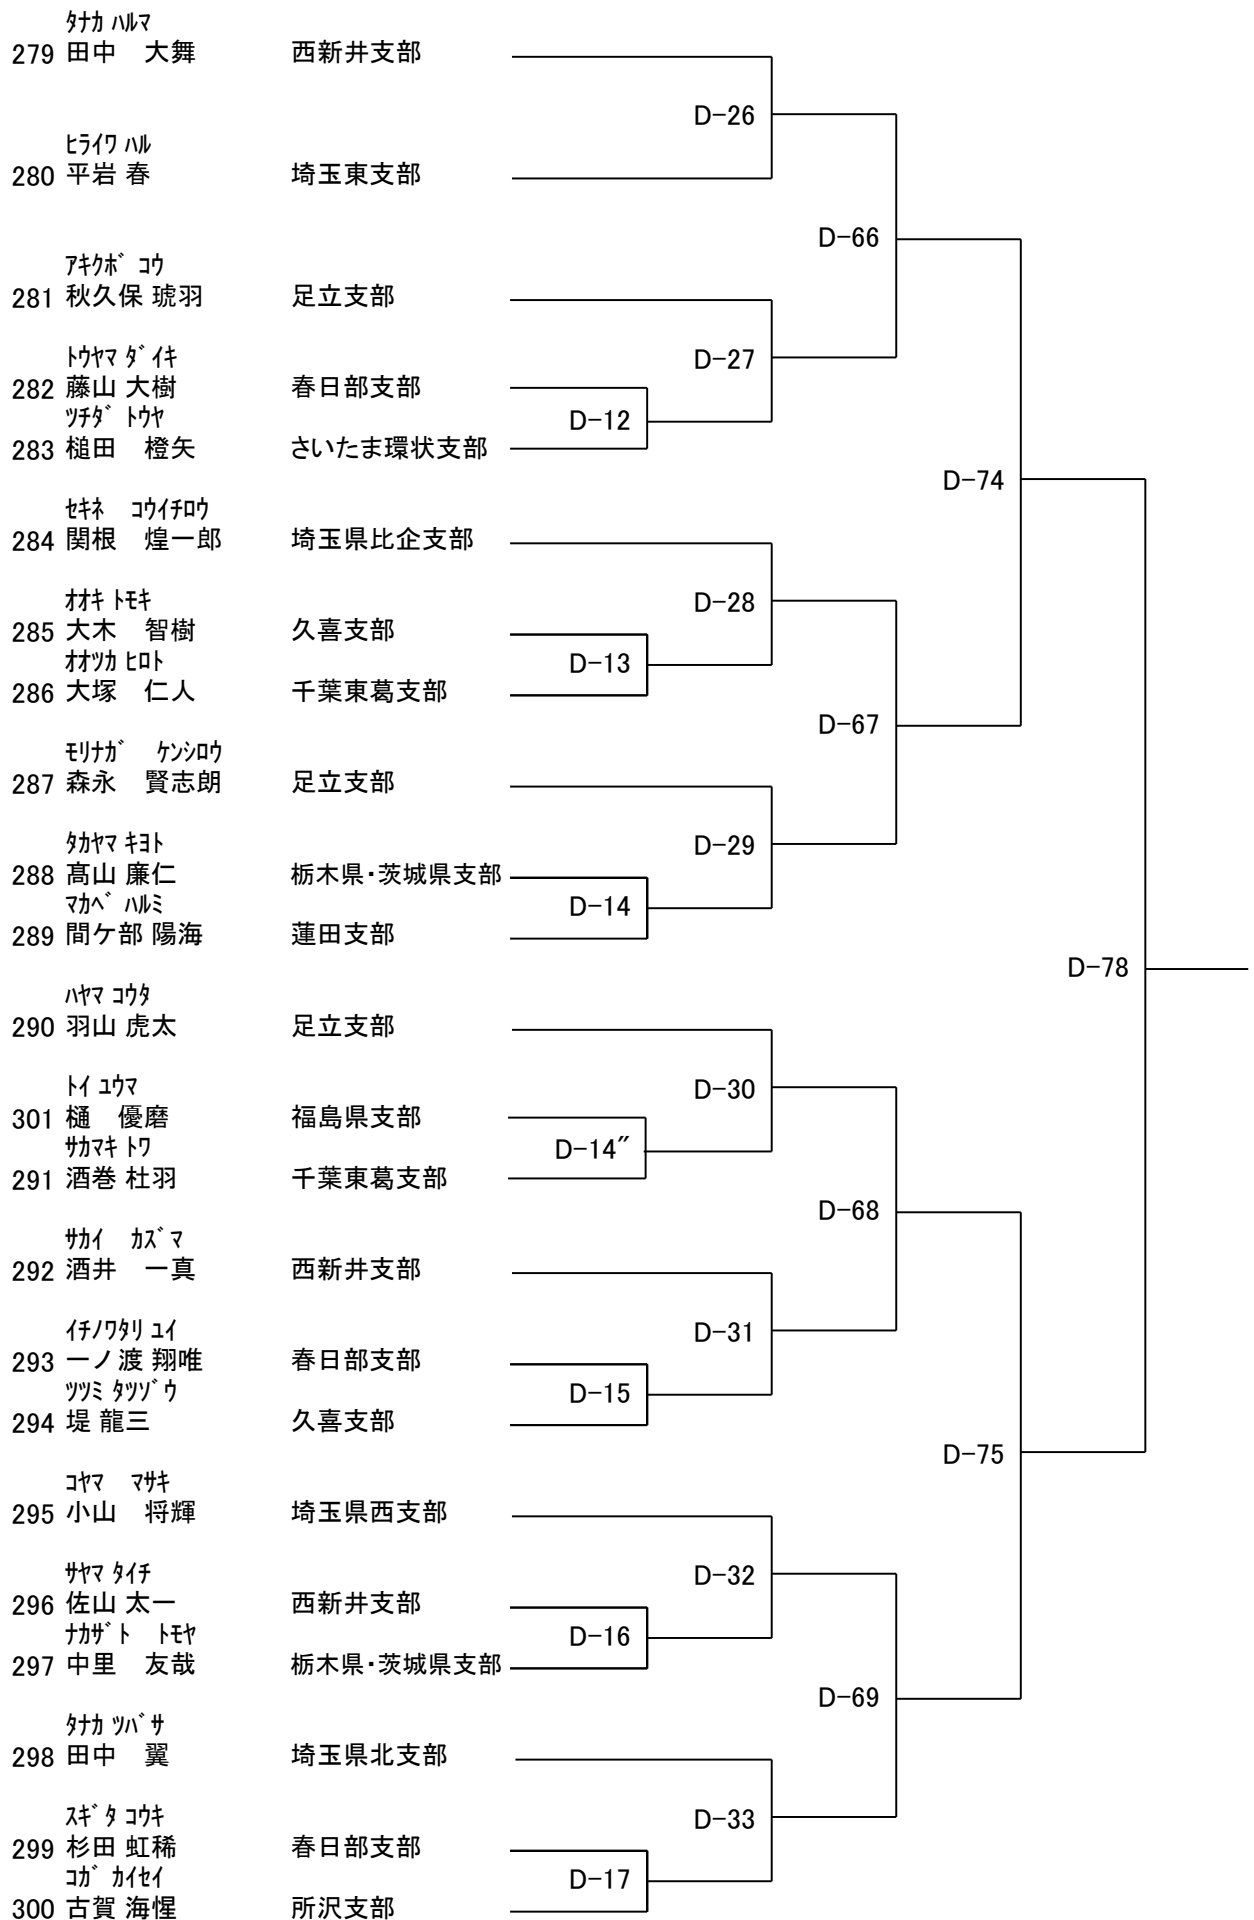 ﾀﾅｶ ﾊﾙﾏ
279 田中　大舞 西新井支部
D-26
ﾋﾗｲﾜ ﾊﾙ
280 平岩 春 埼玉東支部
D-66
ｱｷｸﾎﾞ ｺｳ
281 秋久保 琥羽 足立支部
ﾄｳﾔﾏ ﾀﾞｲｷ
D-27
282 藤山 大樹 春日部支部
ﾂﾁﾀﾞ ﾄｳﾔ
D-12
283 槌田　橙矢 さいたま環状支部
D-74
ｾｷﾈ　ｺｳｲﾁﾛｳ
284 関根　煌一郎 埼玉県比企支部
ｵｵｷ ﾄﾓｷ
D-28
285 大木　智樹 久喜支部
ｵｵﾂｶ ﾋﾛﾄ
D-13
286 大塚　仁人 千葉東葛支部
D-67
ﾓﾘﾅｶﾞ　ｹﾝｼﾛｳ
287 森永　賢志朗 足立支部
ﾀｶﾔﾏ ｷﾖﾄ
D-29
288 髙山 廉仁 栃木県・茨城県支部
ﾏｶﾍﾞ ﾊﾙﾐ
D-14
289 間ケ部 陽海 蓮田支部
D-78
ﾊﾔﾏ ｺｳﾀ
290 羽山 虎太 足立支部
ﾄｲ ﾕｳﾏ
D-30
301 樋　優磨 福島県支部
ｻｶﾏｷ ﾄﾜ
D-14″
291 酒巻 杜羽 千葉東葛支部
D-68
ｻｶｲ　ｶｽﾞﾏ
292 酒井　一真 西新井支部
ｲﾁﾉﾜﾀﾘ ﾕｲ
D-31
293 一ノ渡 翔唯 春日部支部
ﾂﾂﾐ ﾀﾂｿﾞｳ
D-15
294 堤 龍三 久喜支部
D-75
ｺﾔﾏ　ﾏｻｷ
295 小山　将輝 埼玉県西支部
ｻﾔﾏ ﾀｲﾁ
D-32
296 佐山 太一 西新井支部
ﾅｶｻﾞﾄ　ﾄﾓﾔ
D-16
297 中里　友哉 栃木県・茨城県支部
D-69
ﾀﾅｶ ﾂﾊﾞｻ
298 田中　翼 埼玉県北支部
ｽｷﾞﾀ ｺｳｷ
D-33
299 杉田 虹稀 春日部支部
ｺｶﾞ ｶｲｾｲ
D-17
300 古賀 海惺 所沢支部